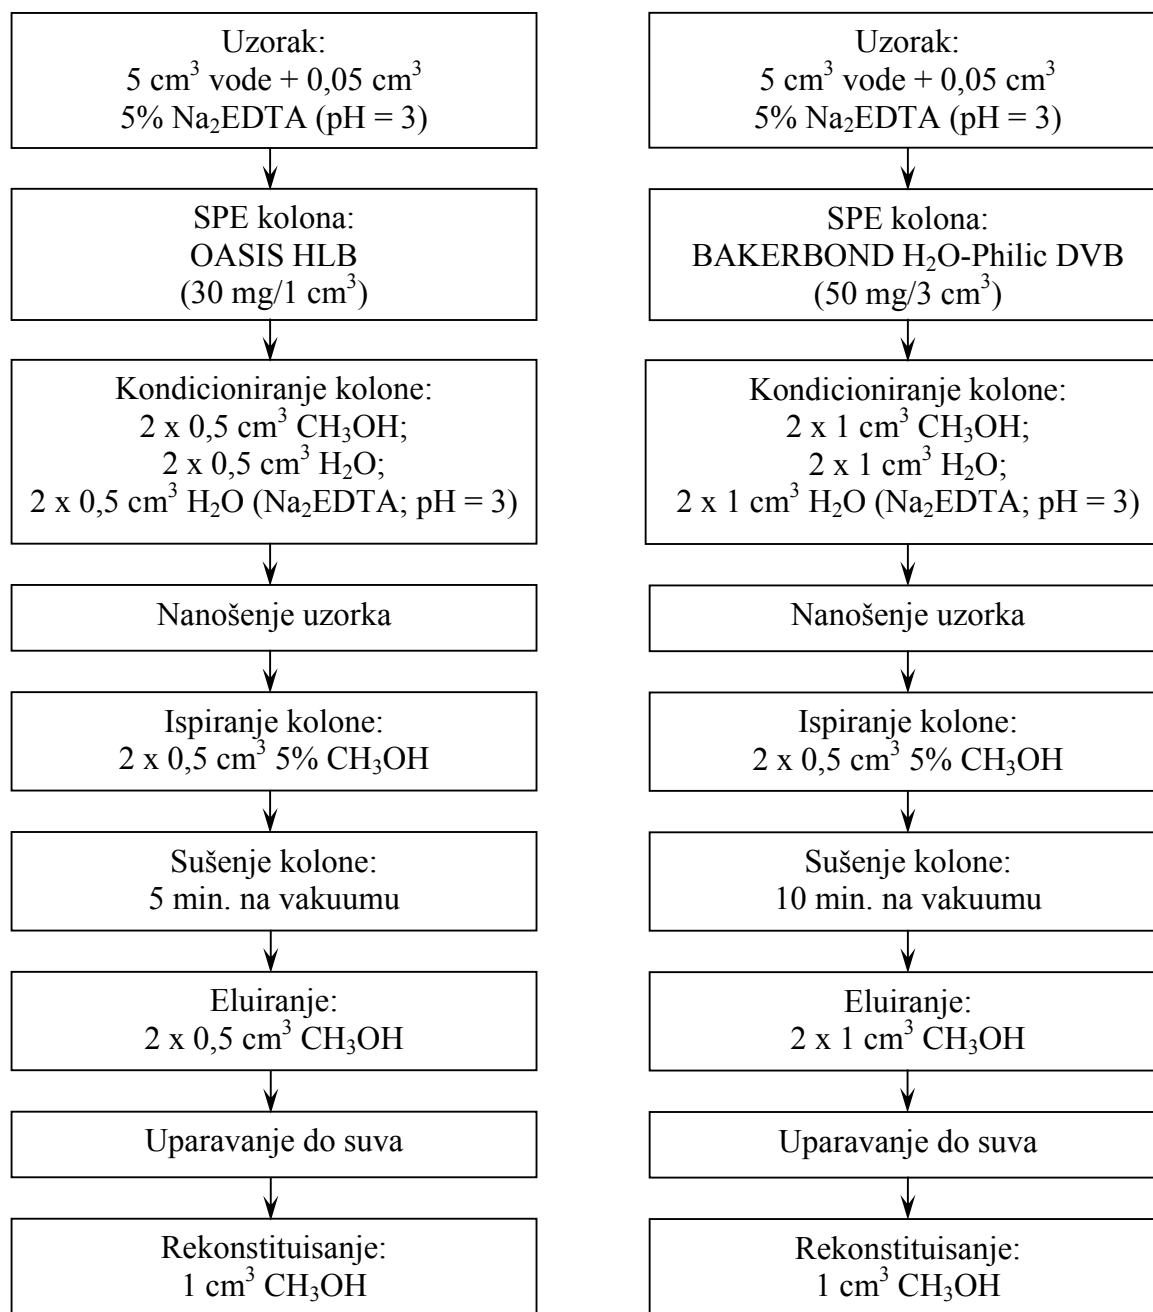 Uzorak:
5 cm³ vode + 0,05 cm³
5% Na₂EDTA (pH = 3)
SPE kolona:
OASIS HLB
(30 mg/1 cm³)
Kondicioniranje kolone:
2 x 0,5 cm³ CH₃OH;
2 x 0,5 cm³ H₂O;
2 x 0,5 cm³ H₂O (Na₂EDTA; pH = 3)
Nanošenje uzorka
Ispiranje kolone:
2 x 0,5 cm³ 5% CH₃OH
Sušenje kolone:
5 min. na vakuumu
Eluiranje:
2 x 0,5 cm³ CH₃OH
Uparavanje do suva
Rekonstituisanje:
1 cm³ CH₃OH
Uzorak:
5 cm³ vode + 0,05 cm³
5% Na₂EDTA (pH = 3)
SPE kolona:
BAKERBOND H₂O-Philic DVB
(50 mg/3 cm³)
Kondicioniranje kolone:
2 x 1 cm³ CH₃OH;
2 x 1 cm³ H₂O;
2 x 1 cm³ H₂O (Na₂EDTA; pH = 3)
Nanošenje uzorka
Ispiranje kolone:
2 x 0,5 cm³ 5% CH₃OH
Sušenje kolone:
10 min. na vakuumu
Eluiranje:
2 x 1 cm³ CH₃OH
Uparavanje do suva
Rekonstituisanje:
1 cm³ CH₃OH